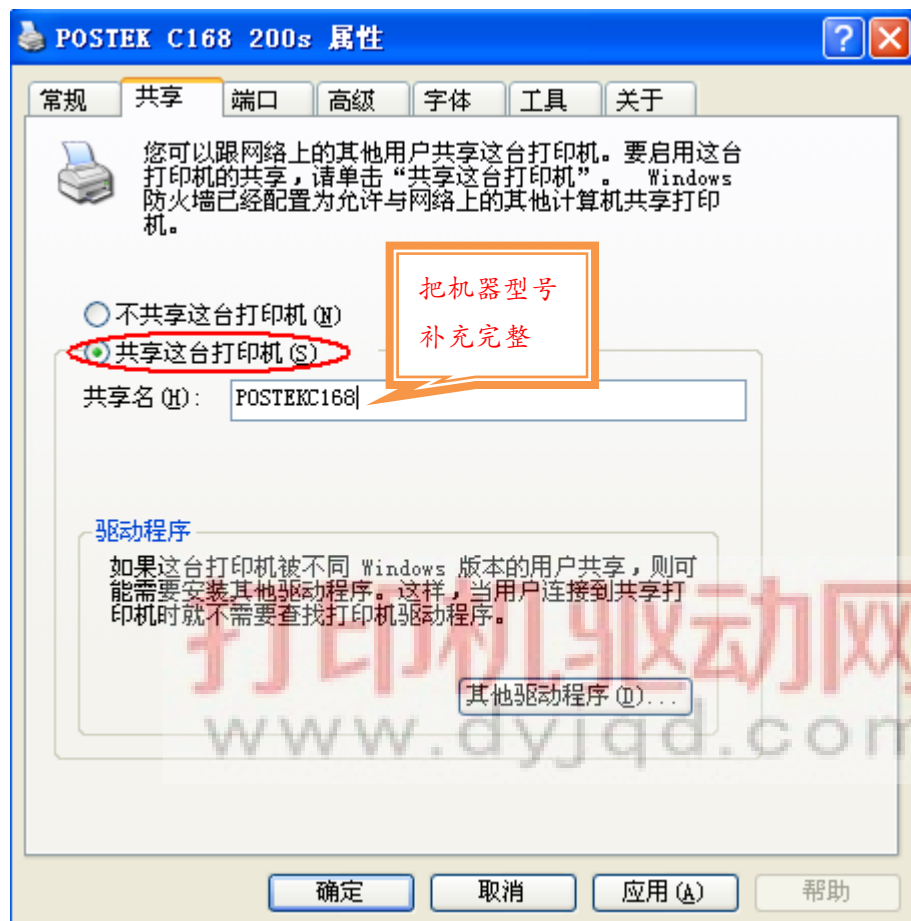 POSTEK C168 200s 属性
常规 共享 端口 高级 字体 工具 关于
您可以跟网络上的其他用户共享这台打印机。要启用这台
打印机的共享，请单击“共享这台打印机”。 Windows
防火墙已经配置为允许与网络上的其他计算机共享打印
机。
把机器型号
补充完整
不共享这台打印机(N)
共享这台打印机(S)
共享名(H): POSTEKC168
驱动程序
如果这台打印机被不同 Windows 版本的用户共享，则可
能需要安装其他驱动程序。这样，当用户连接到共享打
印机时就不需要查找打印机驱动程序。
打印机驱动网
其他驱动程序(D)...
www.dyjqd.com
确定 取消 应用(A) 帮助